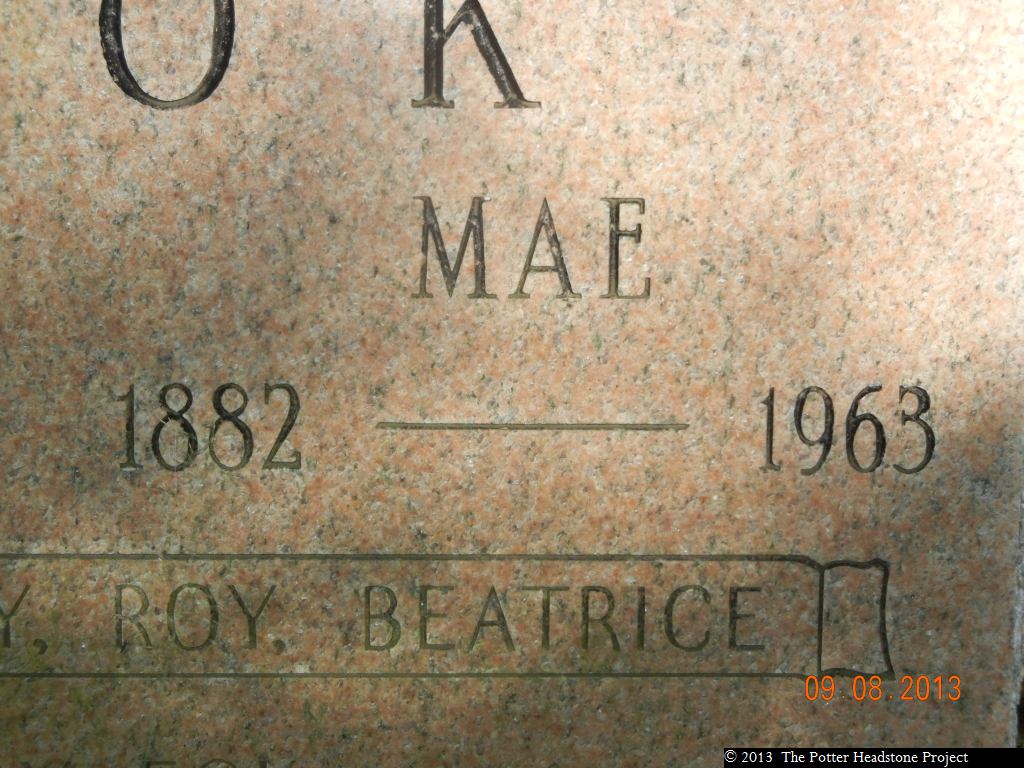 O K
MAE
1882 — 1963
Y, ROY, BEATRICE
09.08.2013
© 2013 The Potter Headstone Project